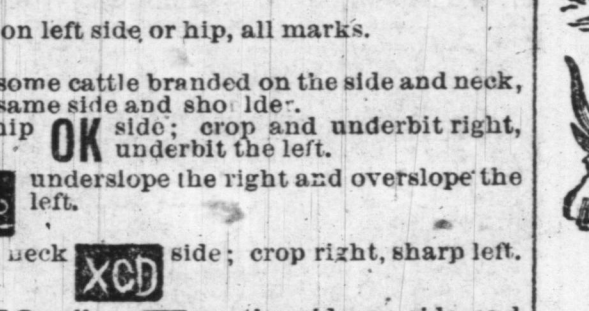 on left side, or hip, all marks.
some cattle branded on the side and neck,
same side and sho lder.
hip OK side; crop and underbit right,
underbit the left.
underslope the right and overslope the
left.
neck XCD side; crop right, sharp left.